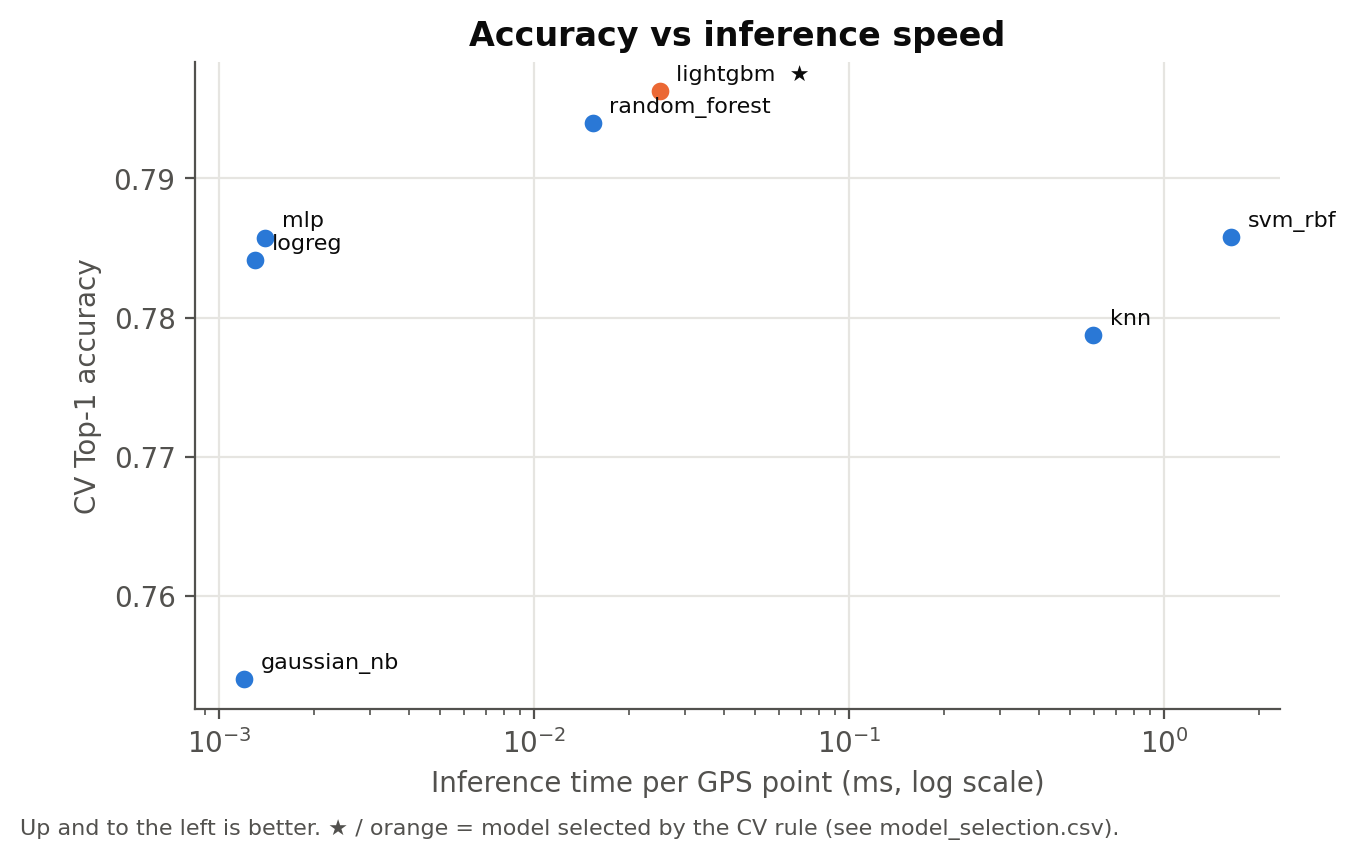 Accuracy vs inference speed
lightgbm ★
random_forest
0.79
mlp
logreg
svm_rbf
0.78
knn
CV Top-1 accuracy
0.77
0.76
gaussian_nb
10⁻³ 10⁻² 10⁻¹ 10⁰
Inference time per GPS point (ms, log scale)
Up and to the left is better. ★ / orange = model selected by the CV rule (see model_selection.csv).